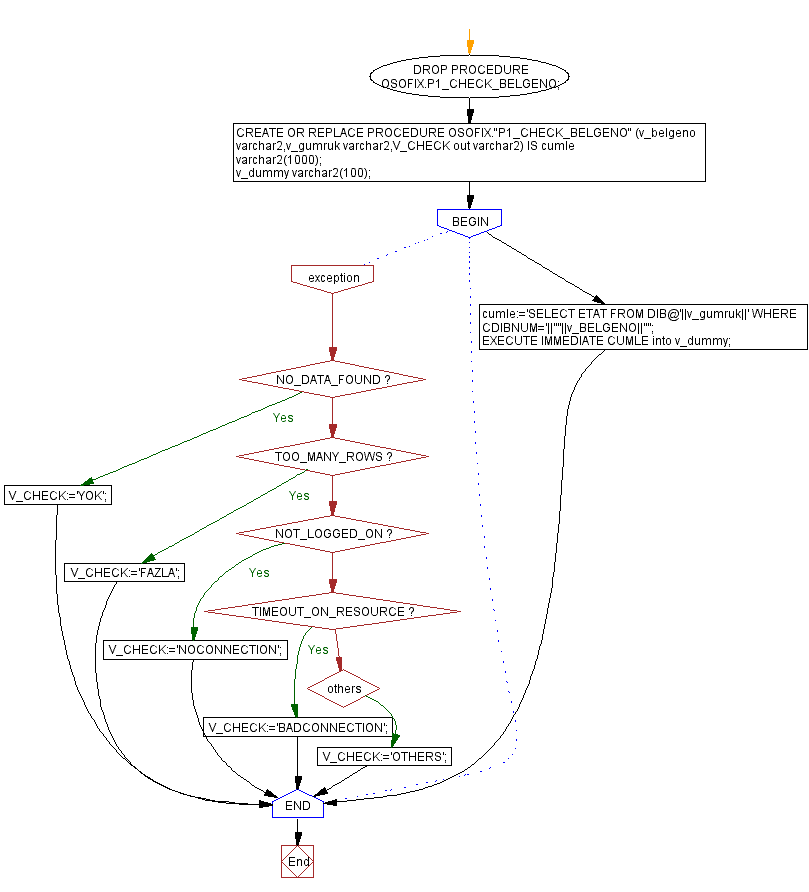 DROP PROCEDURE
OSOFIX.P1_CHECK_BELGENO;
CREATE OR REPLACE PROCEDURE OSOFIX."P1_CHECK_BELGENO" (v_belgeno
varchar2,v_gumruk varchar2,V_CHECK out varchar2) IS cumle
varchar2(1000);
v_dummy varchar2(100);
BEGIN
exception
cumle:='SELECT ETAT FROM DIB@'||v_gumruk||' WHERE
CDIBNUM='||''''||v_BELGENO||'''';
EXECUTE IMMEDIATE CUMLE into v_dummy;
NO_DATA_FOUND ?
Yes
TOO_MANY_ROWS ?
V_CHECK:='YOK';
Yes
NOT_LOGGED_ON ?
V_CHECK:='FAZLA';
Yes
TIMEOUT_ON_RESOURCE ?
V_CHECK:='NOCONNECTION';
Yes
others
V_CHECK:='BADCONNECTION';
V_CHECK:='OTHERS';
END
End